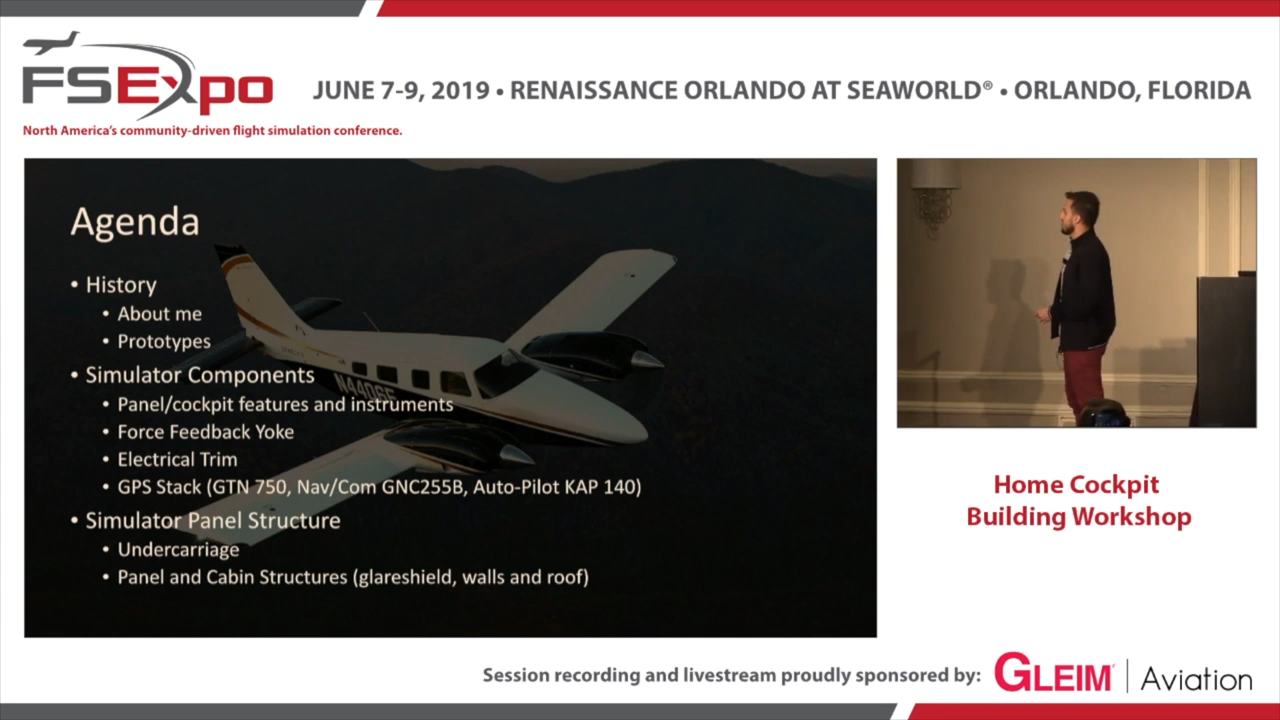 FSExpo
North America's community-driven flight simulation conference.
JUNE 7-9, 2019 • RENAISSANCE ORLANDO AT SEAWORLD® • ORLANDO, FLORIDA
Agenda
• History
• About me
• Prototypes
• Simulator Components
• Panel/cockpit features and instruments
• Force Feedback Yoke
• Electrical Trim
• GPS Stack (GTN 750, Nav/Com GNC255B, Auto-Pilot KAP 140)
• Simulator Panel Structure
• Undercarriage
• Panel and Cabin Structures (glareshield, walls and roof)
N44066
Home Cockpit
Building Workshop
Session recording and livestream proudly sponsored by:
GLEIM | Aviation